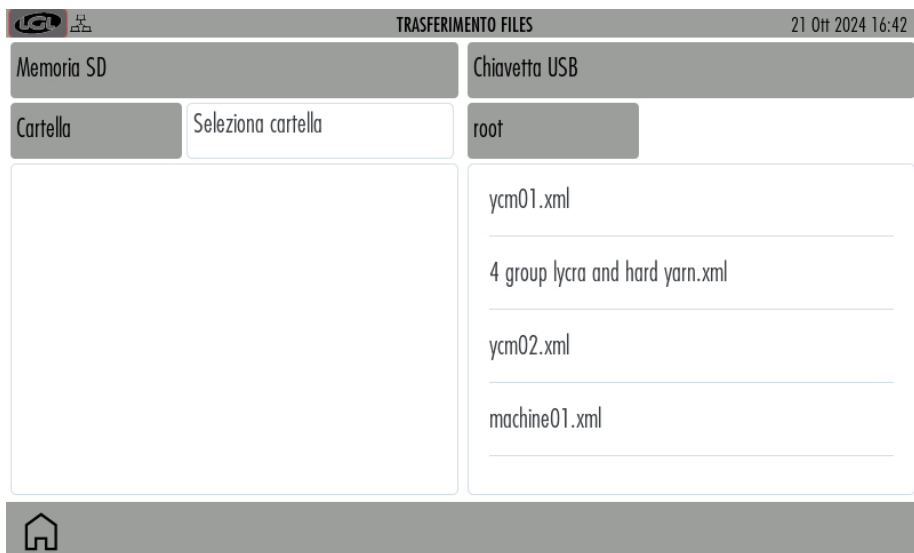 LGL
TRASFERIMENTO FILES
21 Ott 2024 16:42
Memoria SD
Chiavetta USB
Cartella
Seleziona cartella
root
ycm01.xml
4 group lycra and hard yarn.xml
ycm02.xml
machine01.xml